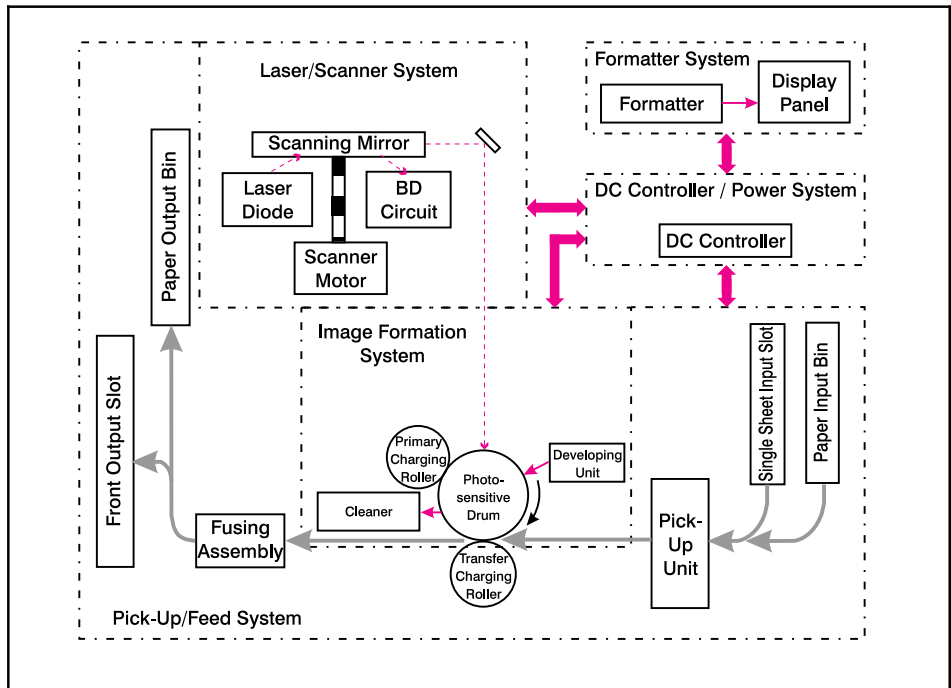 Laser/Scanner System
Scanning Mirror
Laser
Diode
BD
Circuit
Scanner
Motor
Formatter System
Formatter
Display
Panel
DC Controller / Power System
DC Controller
Paper Output Bin
Front Output Slot
Image Formation
System
Primary
Charging
Roller
Photo-
sensitive
Drum
Developing
Unit
Cleaner
Transfer
Charging
Roller
Fusing
Assembly
Pick-
Up
Unit
Single Sheet Input Slot
Paper Input Bin
Pick-Up/Feed System